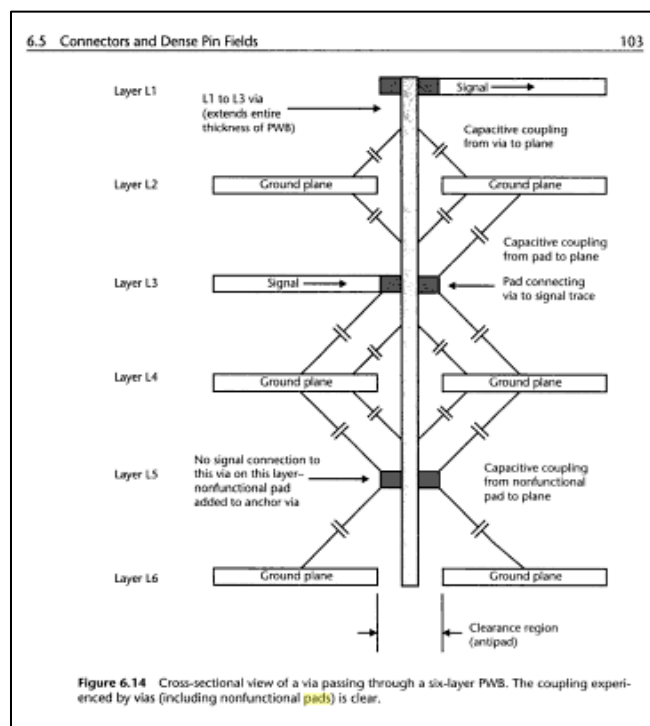 6.5 Connectors and Dense Pin Fields 103
Layer L1
Signal
L1 to L3 via
(extends entire
thickness of PWB)
Capacitive coupling
from via to plane
Layer L2
Ground plane
Ground plane
Capacitive coupling
from pad to plane
Layer L3
Signal
Pad connecting
via to signal trace
Layer L4
Ground plane
Ground plane
No signal connection to
this via on this layer–
nonfunctional pad
added to anchor via
Layer L5
Capacitive coupling
from nonfunctional
pad to plane
Layer L6
Ground plane
Ground plane
Clearance region
(antipad)
Figure 6.14 Cross-sectional view of a via passing through a six-layer PWB. The coupling experi-
enced by vias (including nonfunctional pads) is clear.